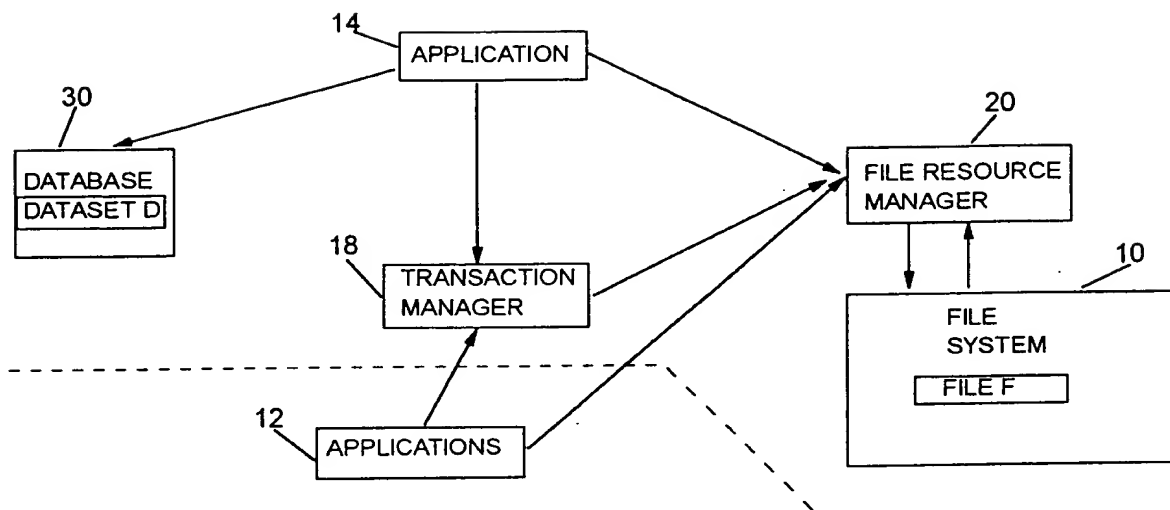 14
APPLICATION
30
DATABASE
DATASET D
20
FILE RESOURCE
MANAGER
18
TRANSACTION
MANAGER
10
FILE
SYSTEM
FILE F
12
APPLICATIONS